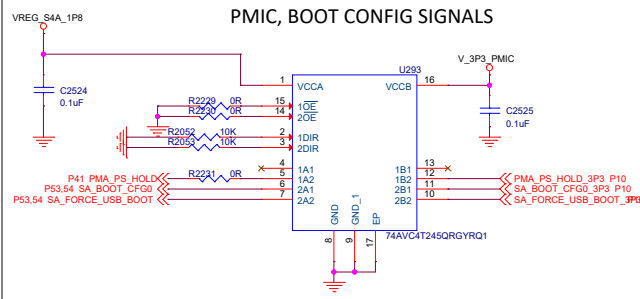 PMIC, BOOT CONFIG SIGNALS
VREG_S4A_1P8
V_3P3_PMIC
U293
1 VCCA VCCB 16
C2524
0.1uF
C2525
0.1uF
R2229 0R 15 1OE
R2230 0R 14 2OE
R2052 10K 2 1DIR
R2053 10K 3 2DIR
4 1A1 1B1 13
P41 PMA_PS_HOLD R2231 0R 5 1A2 1B2 12 PMA_PS_HOLD_3P3 P10
P53,54 SA_BOOT_CFG0 6 2A1 2B1 11 SA_BOOT_CFG0_3P3 P10
P53,54 SA_FORCE_USB_BOOT 7 2A2 2B2 10 SA_FORCE_USB_BOOT
GND GND_1 EP
8 9 17
74AVC4T245QRGYRQ1